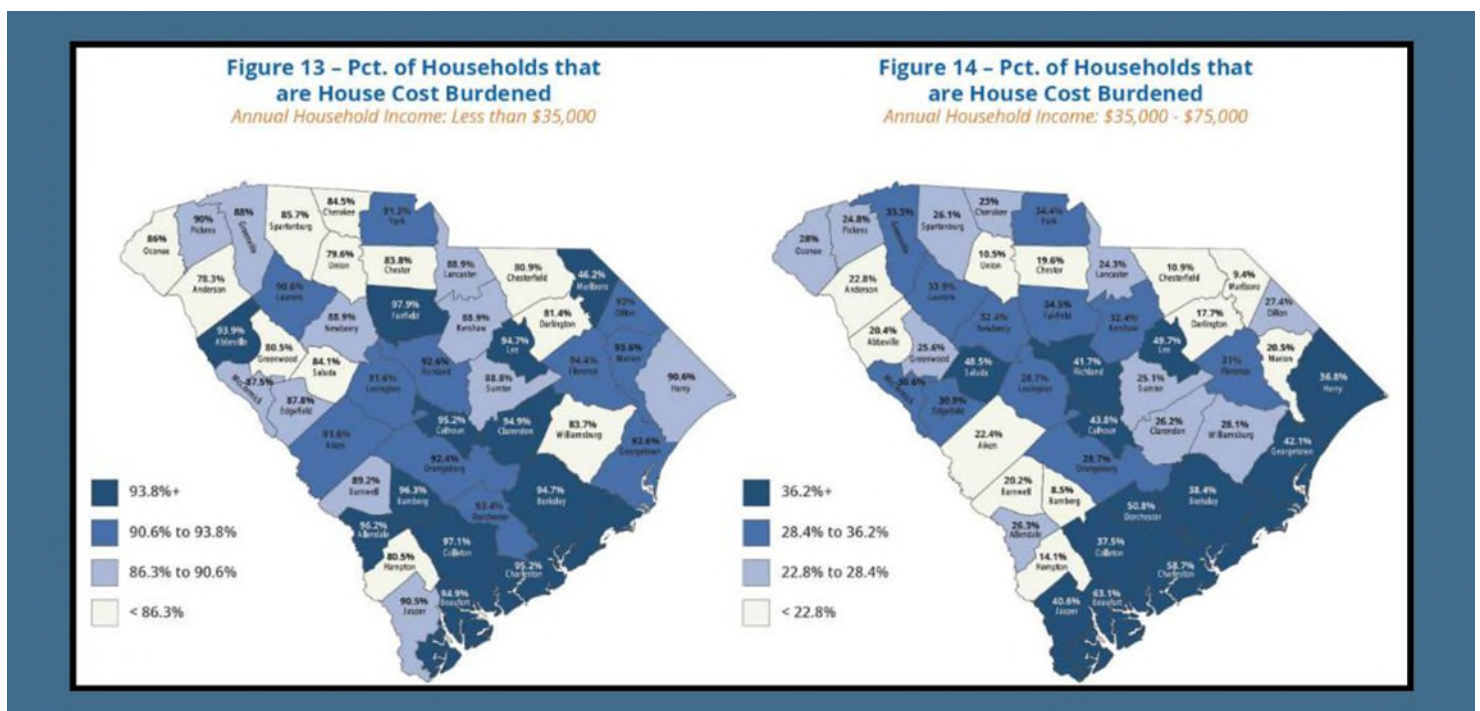 Figure 13 – Pct. of Households that
are House Cost Burdened
Annual Household Income: Less than $35,000
84.5%
Cherokee
91.3%
York
90%
Pickens
88%
Greenville
85.7%
Spartanburg
86%
Oconee
79.6%
Union
83.8%
Chester
88.9%
Lancaster
80.9%
Chesterfield
46.2%
Marlboro
78.3%
Anderson
90.6%
Laurens
97.9%
Fairfield
92%
Dillon
88.9%
Newberry
88.9%
Kershaw
81.4%
Darlington
93.9%
Abbeville
80.5%
Greenwood
94.7%
Lee
93.6%
Marion
84.1%
Saluda
92.6%
Richland
94.4%
Florence
87.5%
McCormick
91.6%
Lexington
88.8%
Sumter
90.6%
Horry
87.8%
Edgefield
95.2%
Calhoun
94.9%
Clarendon
83.7%
Williamsburg
91.6%
Aiken
92.6%
Georgetown
92.4%
Orangeburg
89.2%
Barnwell
96.3%
Bamberg
94.7%
Berkeley
93.4%
Dorchester
96.2%
Allendale
97.1%
Colleton
80.5%
Hampton
95.2%
Charleston
90.5%
Jasper
94.9%
Beaufort
93.8%+
90.6% to 93.8%
86.3% to 90.6%
< 86.3%
Figure 14 – Pct. of Households that
are House Cost Burdened
Annual Household Income: $35,000 - $75,000
23%
Cherokee
34.4%
York
24.8%
Pickens
33.5%
Greenville
26.1%
Spartanburg
28%
Oconee
10.5%
Union
19.6%
Chester
24.3%
Lancaster
10.9%
Chesterfield
9.4%
Marlboro
22.8%
Anderson
33.9%
Laurens
34.5%
Fairfield
27.4%
Dillon
32.4%
Newberry
32.4%
Kershaw
17.7%
Darlington
20.4%
Abbeville
25.6%
Greenwood
49.7%
Lee
20.5%
Marion
48.5%
Saluda
41.7%
Richland
31%
Florence
30.6%
McCormick
28.7%
Lexington
25.1%
Sumter
36.8%
Horry
30.9%
Edgefield
43.8%
Calhoun
26.2%
Clarendon
28.1%
Williamsburg
22.4%
Aiken
42.1%
Georgetown
28.7%
Orangeburg
20.2%
Barnwell
8.5%
Bamberg
38.4%
Berkeley
50.8%
Dorchester
26.3%
Allendale
37.5%
Colleton
14.1%
Hampton
58.7%
Charleston
40.6%
Jasper
63.1%
Beaufort
36.2%+
28.4% to 36.2%
22.8% to 28.4%
< 22.8%